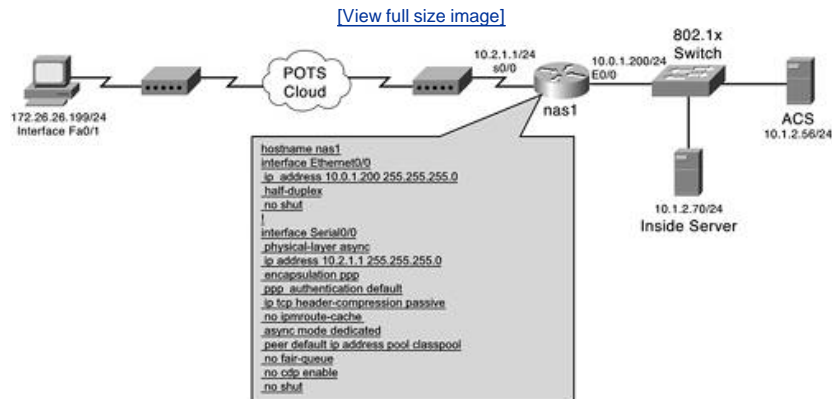 [View full size image]
802.1x
Switch
10.2.1.1/24
s0/0
10.0.1.200/24
E0/0
POTS
Cloud
nas1
172.26.26.199/24
Interface Fa0/1
ACS
10.1.2.56/24
10.1.2.70/24
Inside Server
hostname nas1
interface Ethernet0/0
ip address 10.0.1.200 255.255.255.0
half-duplex
no shut
!
interface Serial0/0
physical-layer async
ip address 10.2.1.1 255.255.255.0
encapsulation ppp
ppp authentication default
ip tcp header-compression passive
no ipmroute-cache
async mode dedicated
peer default ip address pool classpool
no fair-queue
no cdp enable
no shut